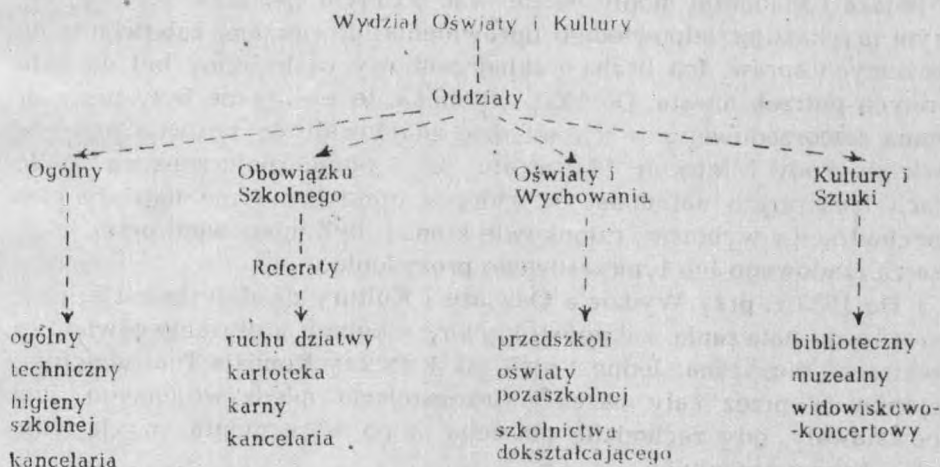 Wydział Oświaty i Kultury
Oddziały
Ogólny
Obowiązku
Szkolnego
Oświaty i
Wychowania
Kultury i
Sztuki
Referaty
ogólny
techniczny
higieny
szkolnej
kancelaria
ruchu dziatwy
kartoteka
karny
kancelaria
przedszkoli
oświaty
pozaszkolnej
szkolnictwa
dokształcającego
biblioteczny
muzealny
widowiskowo-
-koncertowy